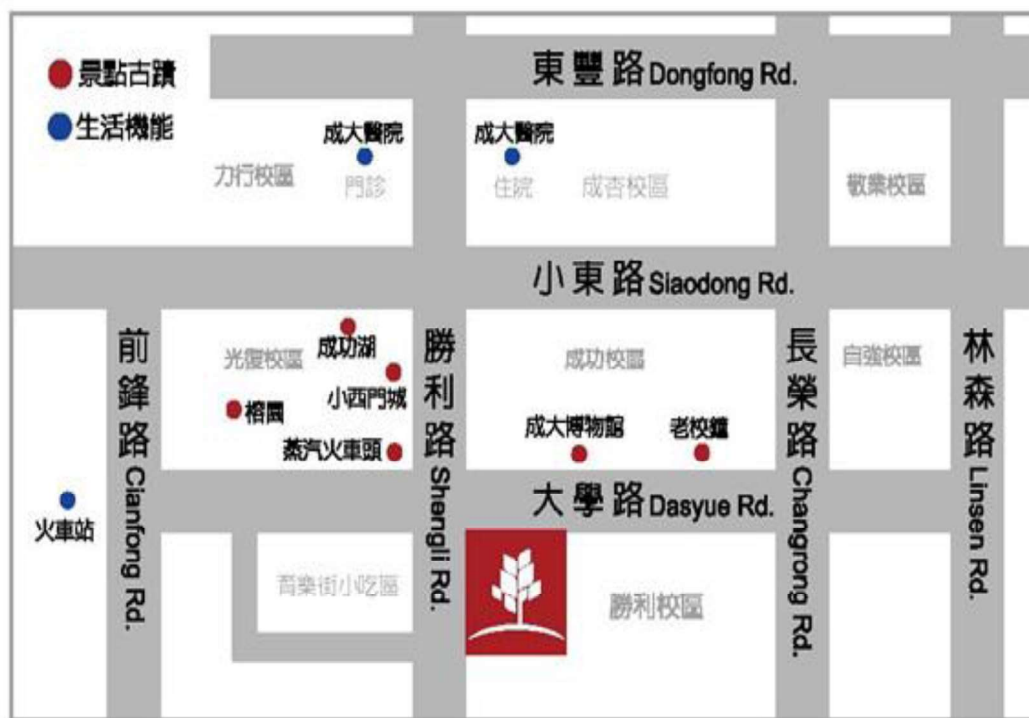 景點古蹟
生活機能
東豐路 Dongfong Rd.
成大醫院
門診
成大醫院
住院
力行校區
成杏校區
敬業校區
小東路 Siaodong Rd.
前鋒路 Cianfong Rd.
光復校區
成功湖
小西門城
榕園
蒸汽火車頭
勝利路 Shengli Rd.
成功校區
成大博物館
老校鐘
長榮路 Changrong Rd.
自強校區
林森路 Linsen Rd.
大學路 Dasyue Rd.
火車站
育樂街小吃區
勝利校區